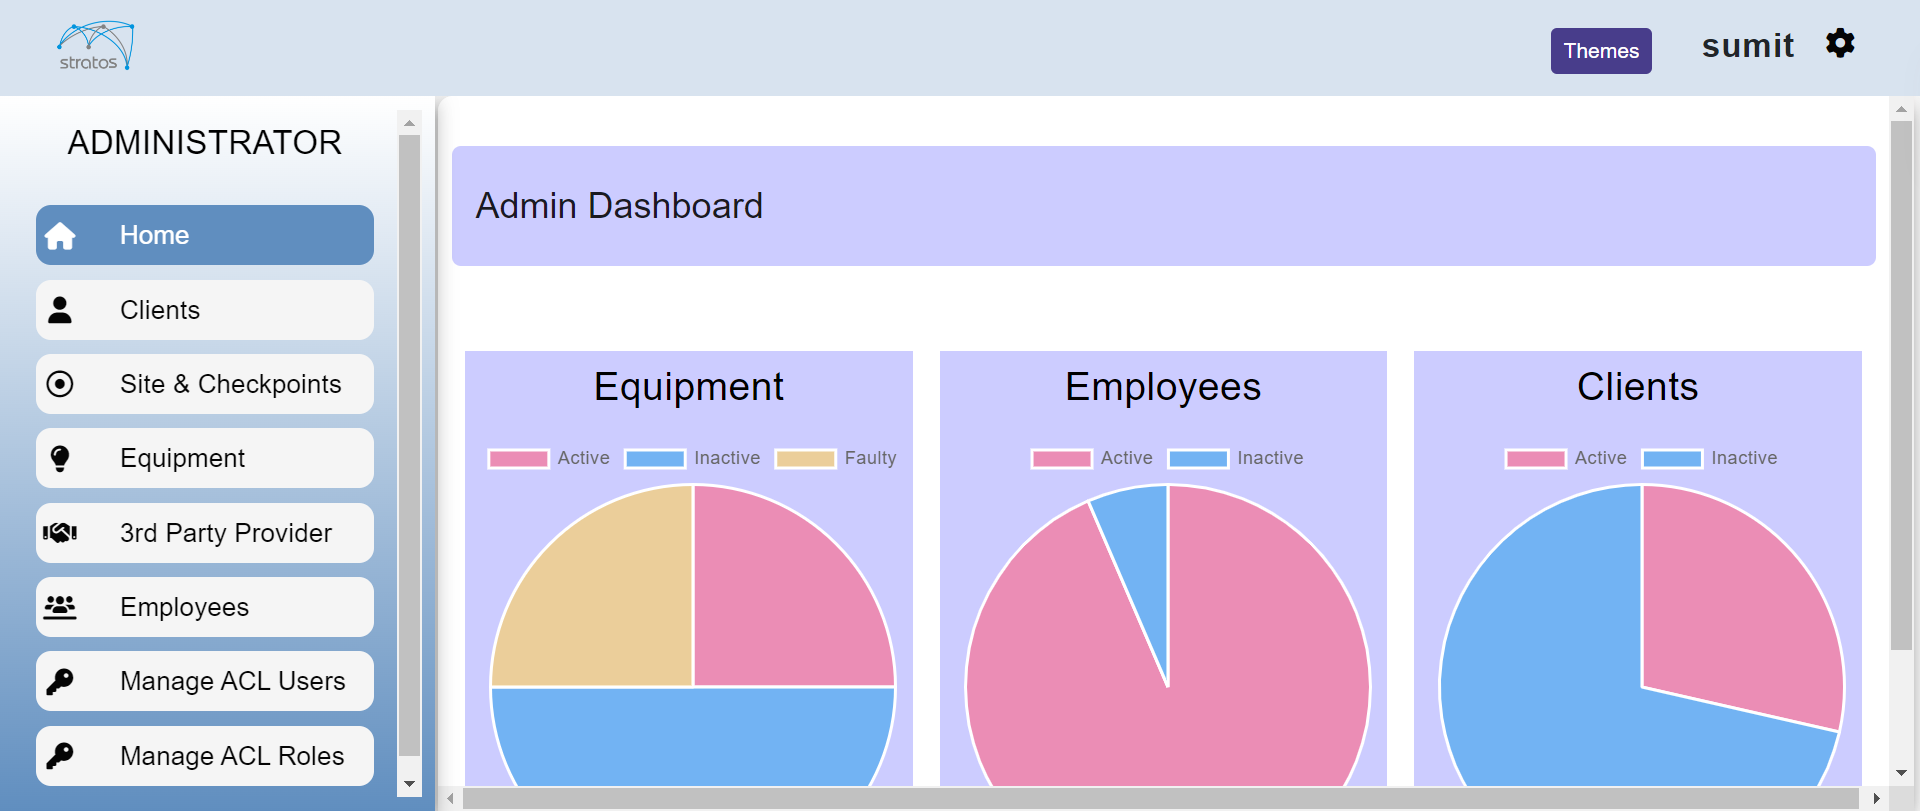 stratos
Themes
sumit
ADMINISTRATOR
Home
Clients
Site & Checkpoints
Equipment
3rd Party Provider
Employees
Manage ACL Users
Manage ACL Roles
Admin Dashboard
Equipment
Active Inactive Faulty
Employees
Active Inactive
Clients
Active Inactive